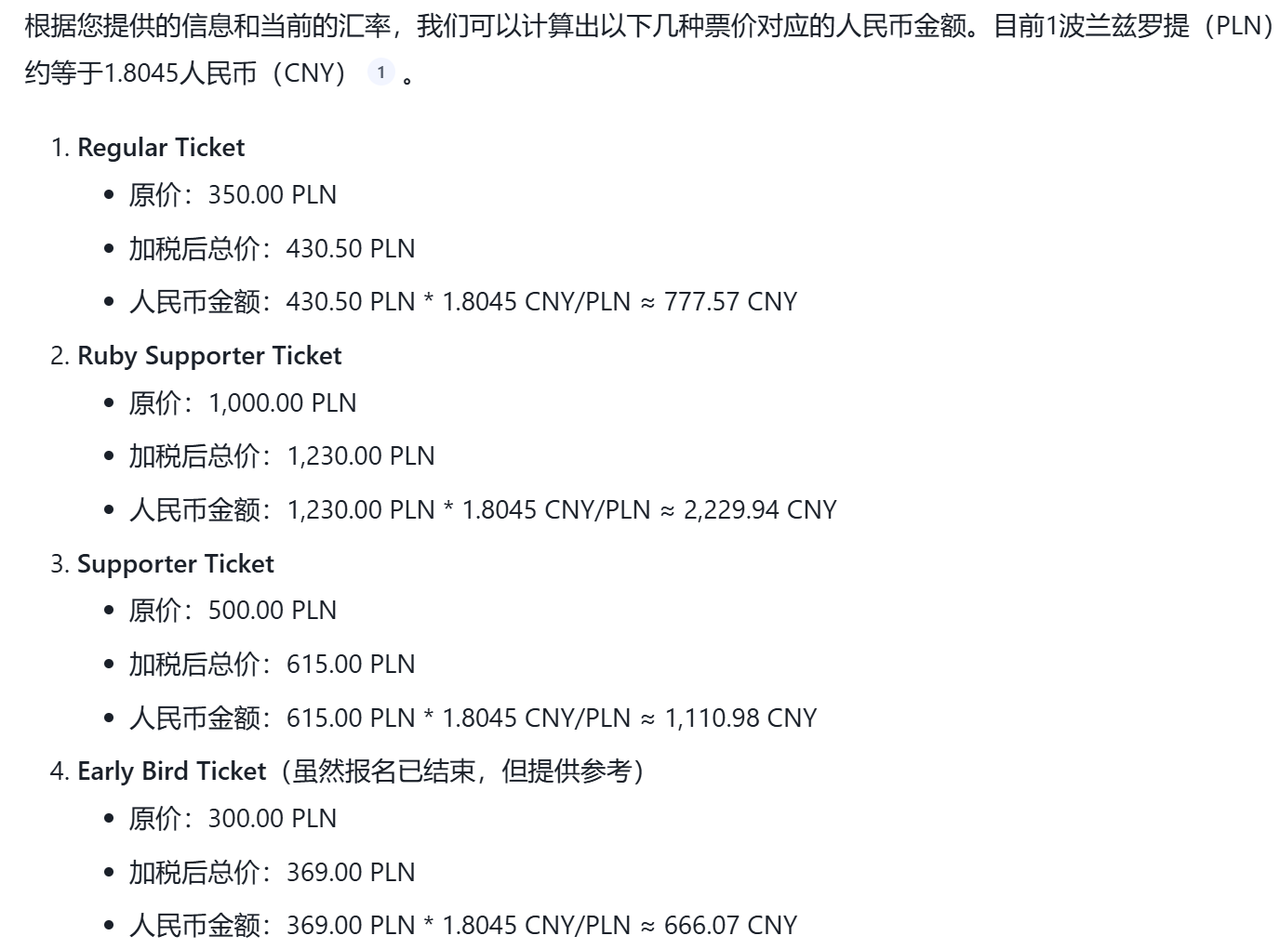 根据您提供的信息和当前的汇率，我们可以计算出以下几种票价对应的人民币金额。目前1波兰兹罗提（PLN）
约等于1.8045人民币（CNY） 1 。
1. Regular Ticket
• 原价：350.00 PLN
• 加税后总价：430.50 PLN
• 人民币金额：430.50 PLN * 1.8045 CNY/PLN ≈ 777.57 CNY
2. Ruby Supporter Ticket
• 原价：1,000.00 PLN
• 加税后总价：1,230.00 PLN
• 人民币金额：1,230.00 PLN * 1.8045 CNY/PLN ≈ 2,229.94 CNY
3. Supporter Ticket
• 原价：500.00 PLN
• 加税后总价：615.00 PLN
• 人民币金额：615.00 PLN * 1.8045 CNY/PLN ≈ 1,110.98 CNY
4. Early Bird Ticket（虽然报名已结束，但提供参考）
• 原价：300.00 PLN
• 加税后总价：369.00 PLN
• 人民币金额：369.00 PLN * 1.8045 CNY/PLN ≈ 666.07 CNY